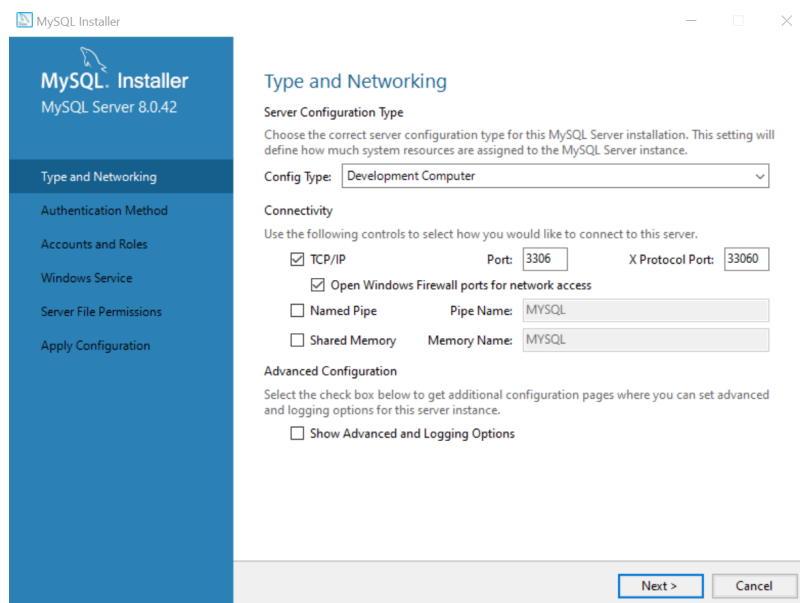 MySQL Installer
MySQL. Installer
MySQL Server 8.0.42
Type and Networking
Authentication Method
Accounts and Roles
Windows Service
Server File Permissions
Apply Configuration
Type and Networking
Server Configuration Type
Choose the correct server configuration type for this MySQL Server installation. This setting will
define how much system resources are assigned to the MySQL Server instance.
Config Type: Development Computer
Connectivity
Use the following controls to select how you would like to connect to this server.
TCP/IP Port: 3306 X Protocol Port: 33060
Open Windows Firewall ports for network access
Named Pipe Pipe Name: MYSQL
Shared Memory Memory Name: MYSQL
Advanced Configuration
Select the check box below to get additional configuration pages where you can set advanced
and logging options for this server instance.
Show Advanced and Logging Options
Next > Cancel